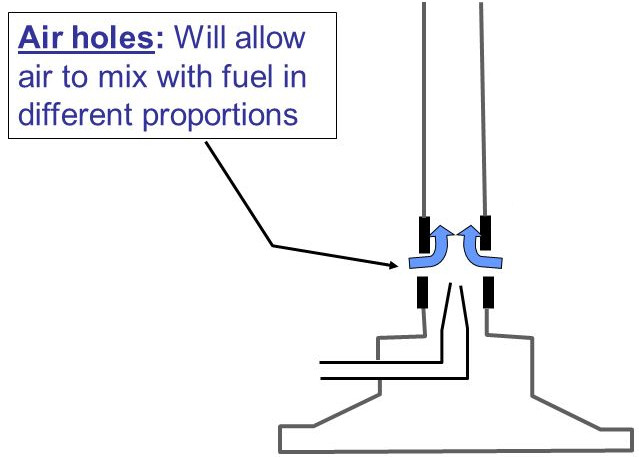 Air holes: Will allow
air to mix with fuel in
different proportions